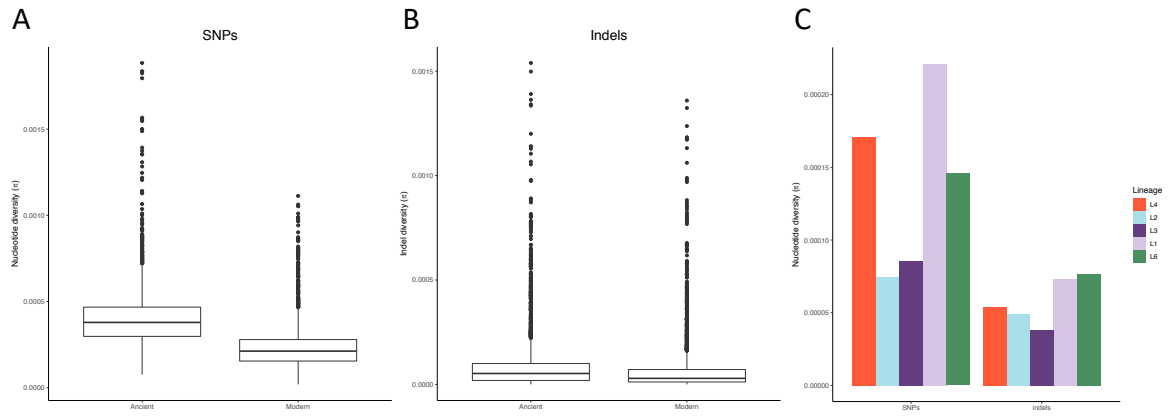 A
SNPs
Nucleotide diversity (π)
0.0015
0.0010
0.0005
0.0000
Ancient
Modern
B
Indels
Indel diversity (π)
0.0015
0.0010
0.0005
0.0000
Ancient
Modern
C
Nucleotide diversity (π)
0.00020
0.00015
0.00010
0.00005
0.00000
SNPs
indels
Lineage
L4
L2
L3
L1
L6